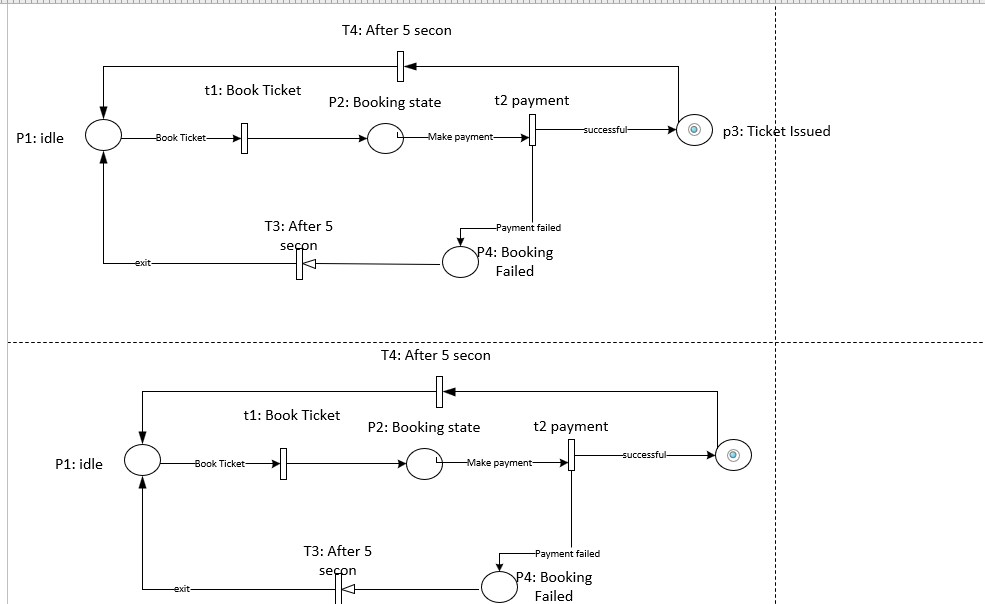 T4: After 5 secon
t1: Book Ticket
P2: Booking state
t2 payment
P1: idle
Book Ticket
Make payment
successful
p3: Ticket Issued
T3: After 5
secon
Payment failed
P4: Booking
Failed
exit
T4: After 5 secon
t1: Book Ticket
P2: Booking state
t2 payment
P1: idle
Book Ticket
Make payment
successful
T3: After 5
secon
Payment failed
P4: Booking
Failed
exit